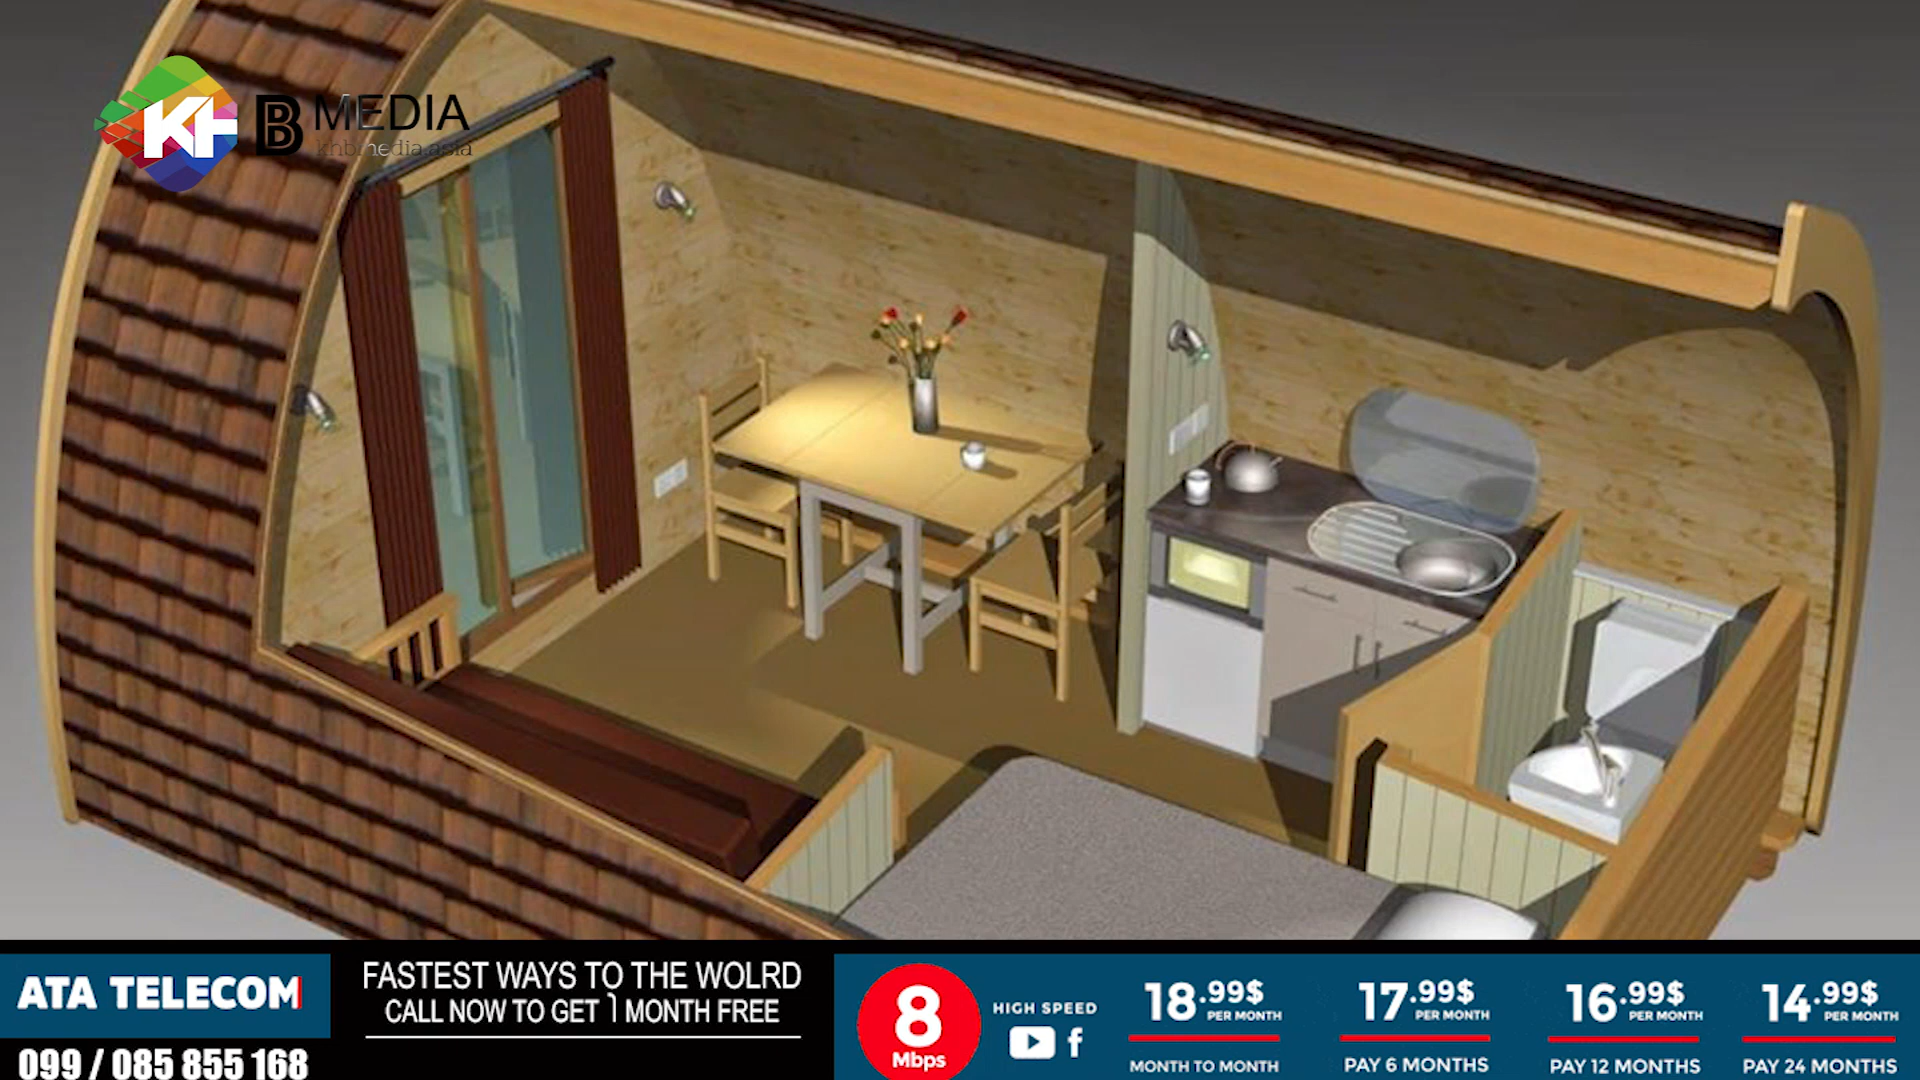 KH
B MEDIA
khbmedia.asia
ATA TELECOM
099 / 085 855 168
FASTEST WAYS TO THE WOLRD
CALL NOW TO GET 1 MONTH FREE
8
Mbps
HIGH SPEED
18.99$
PER MONTH
MONTH TO MONTH
17.99$
PER MONTH
PAY 6 MONTHS
16.99$
PER MONTH
PAY 12 MONTHS
14.99$
PER MONTH
PAY 24 MONTHS